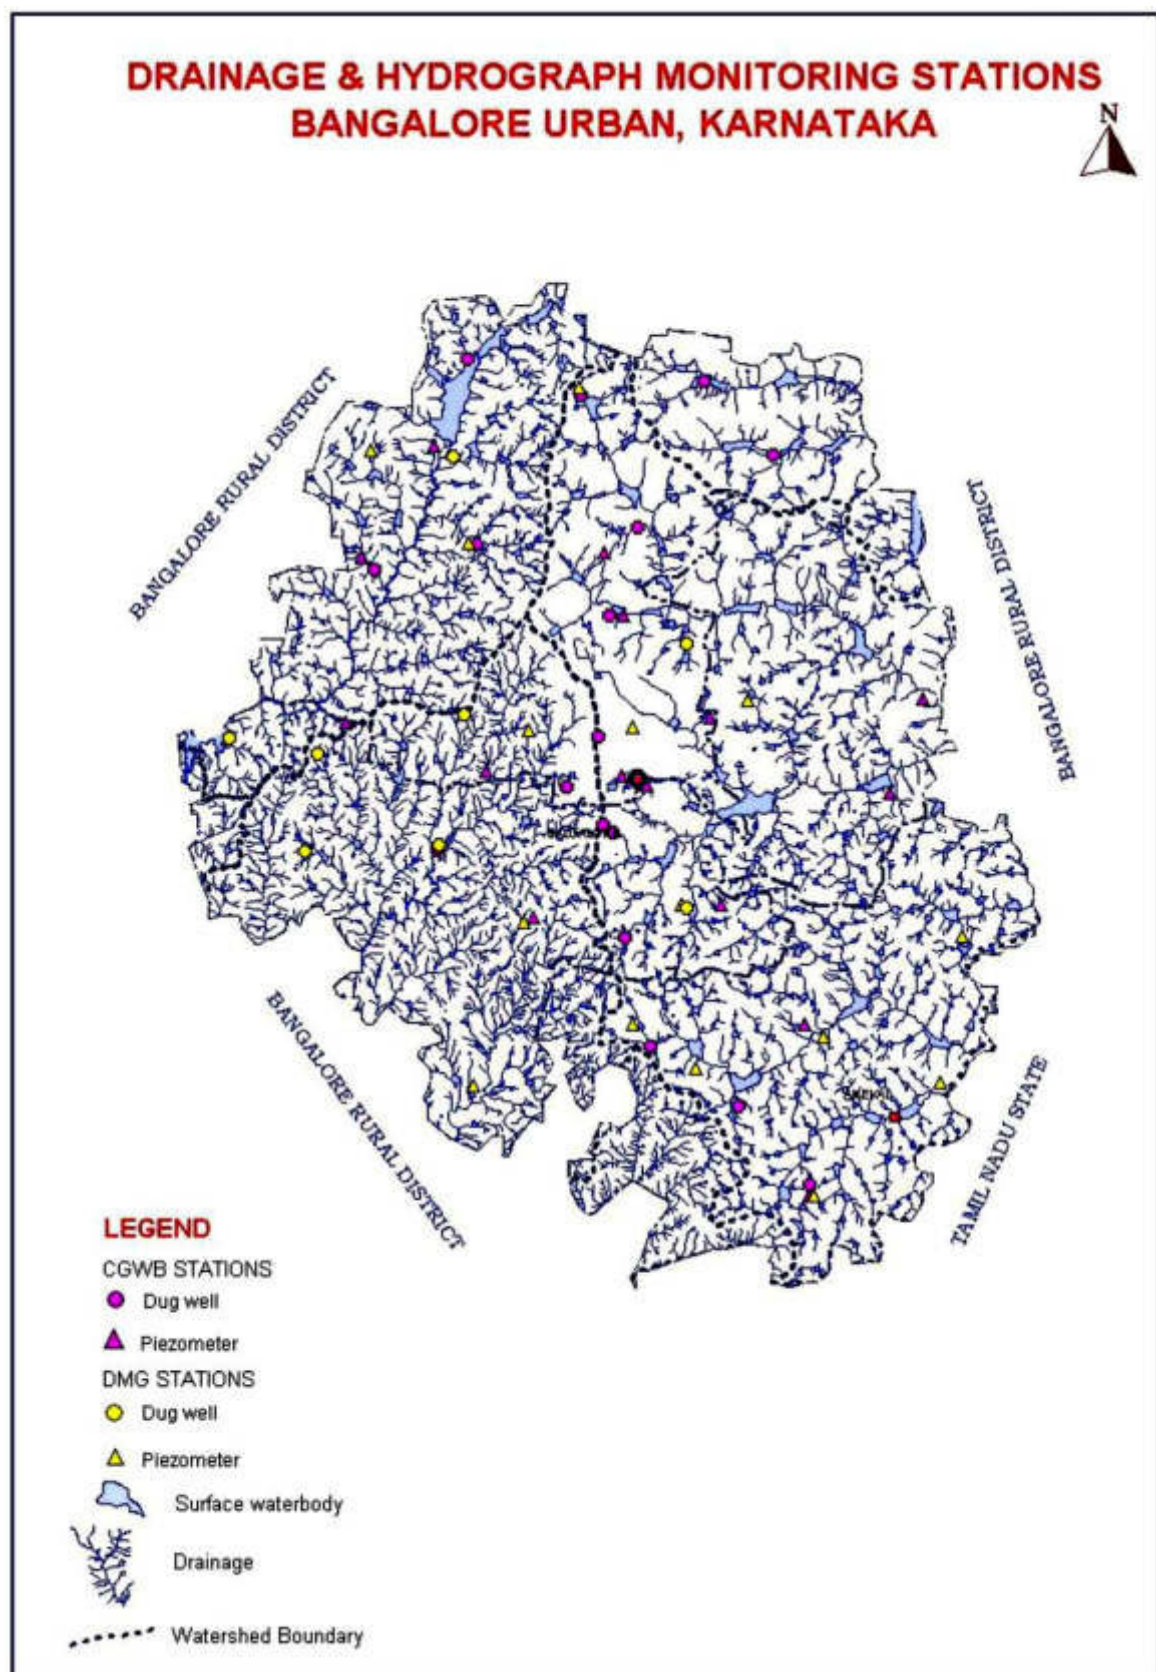 DRAINAGE & HYDROGRAPH MONITORING STATIONS
BANGALORE URBAN, KARNATAKA
N
BANGALORE RURAL DISTRICT
BANGALORE RURAL DISTRICT
BANGALORE RURAL DISTRICT
TAMIL NADU STATE
LEGEND
CGWB STATIONS
Dug well
Piezometer
DMG STATIONS
Dug well
Piezometer
Surface waterbody
Drainage
Watershed Boundary